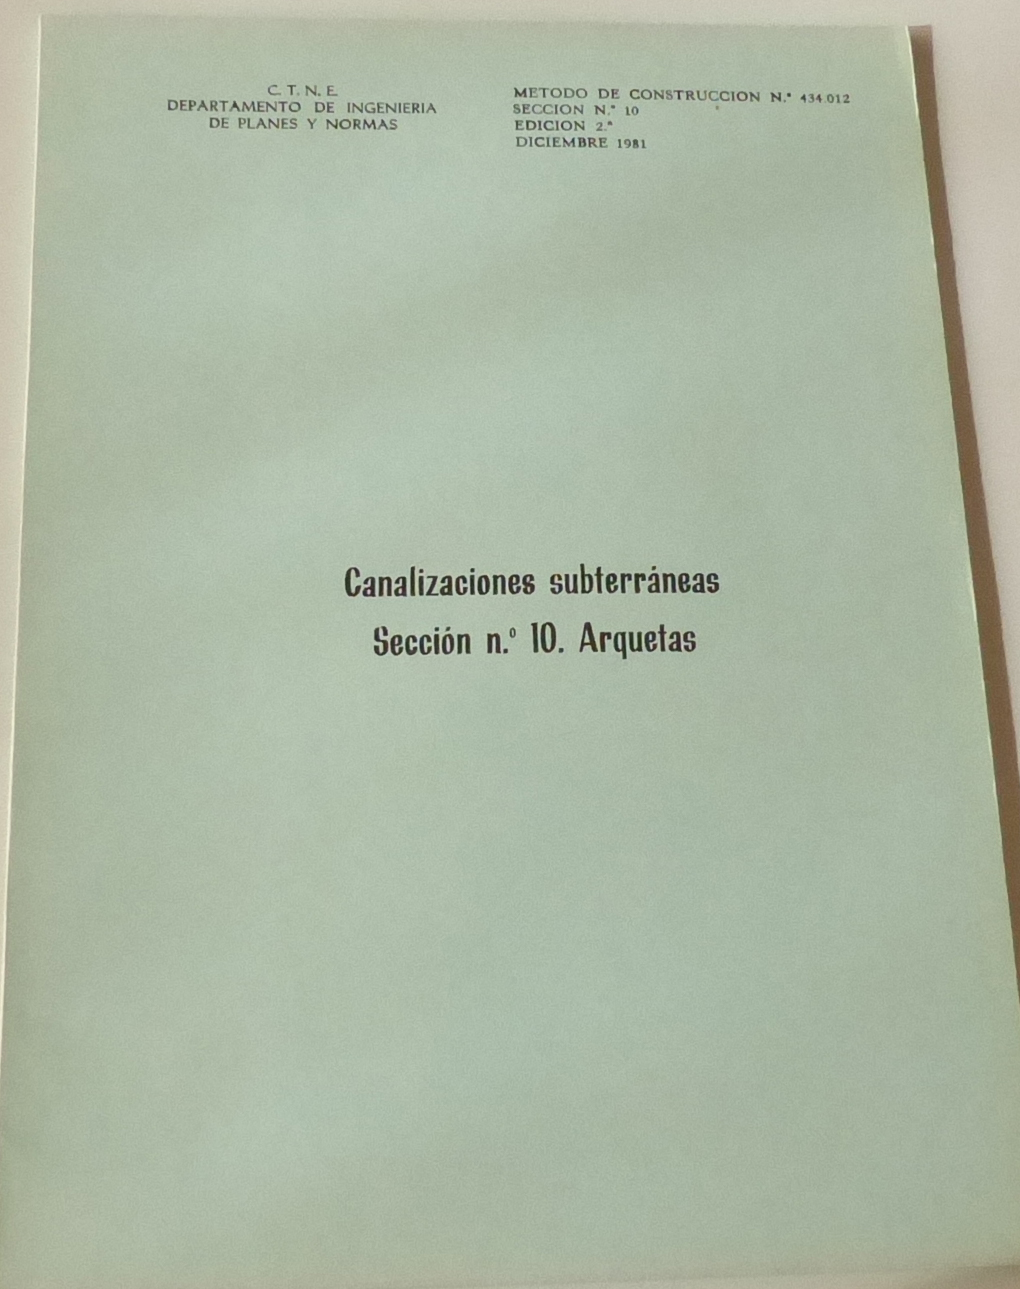 C. T. N. E.
DEPARTAMENTO DE INGENIERIA
DE PLANES Y NORMAS
METODO DE CONSTRUCCION N.º 434.012
SECCION N.º 10
EDICION 2.ª
DICIEMBRE 1981
Canalizaciones subterráneas
Sección n.º 10. Arquetas